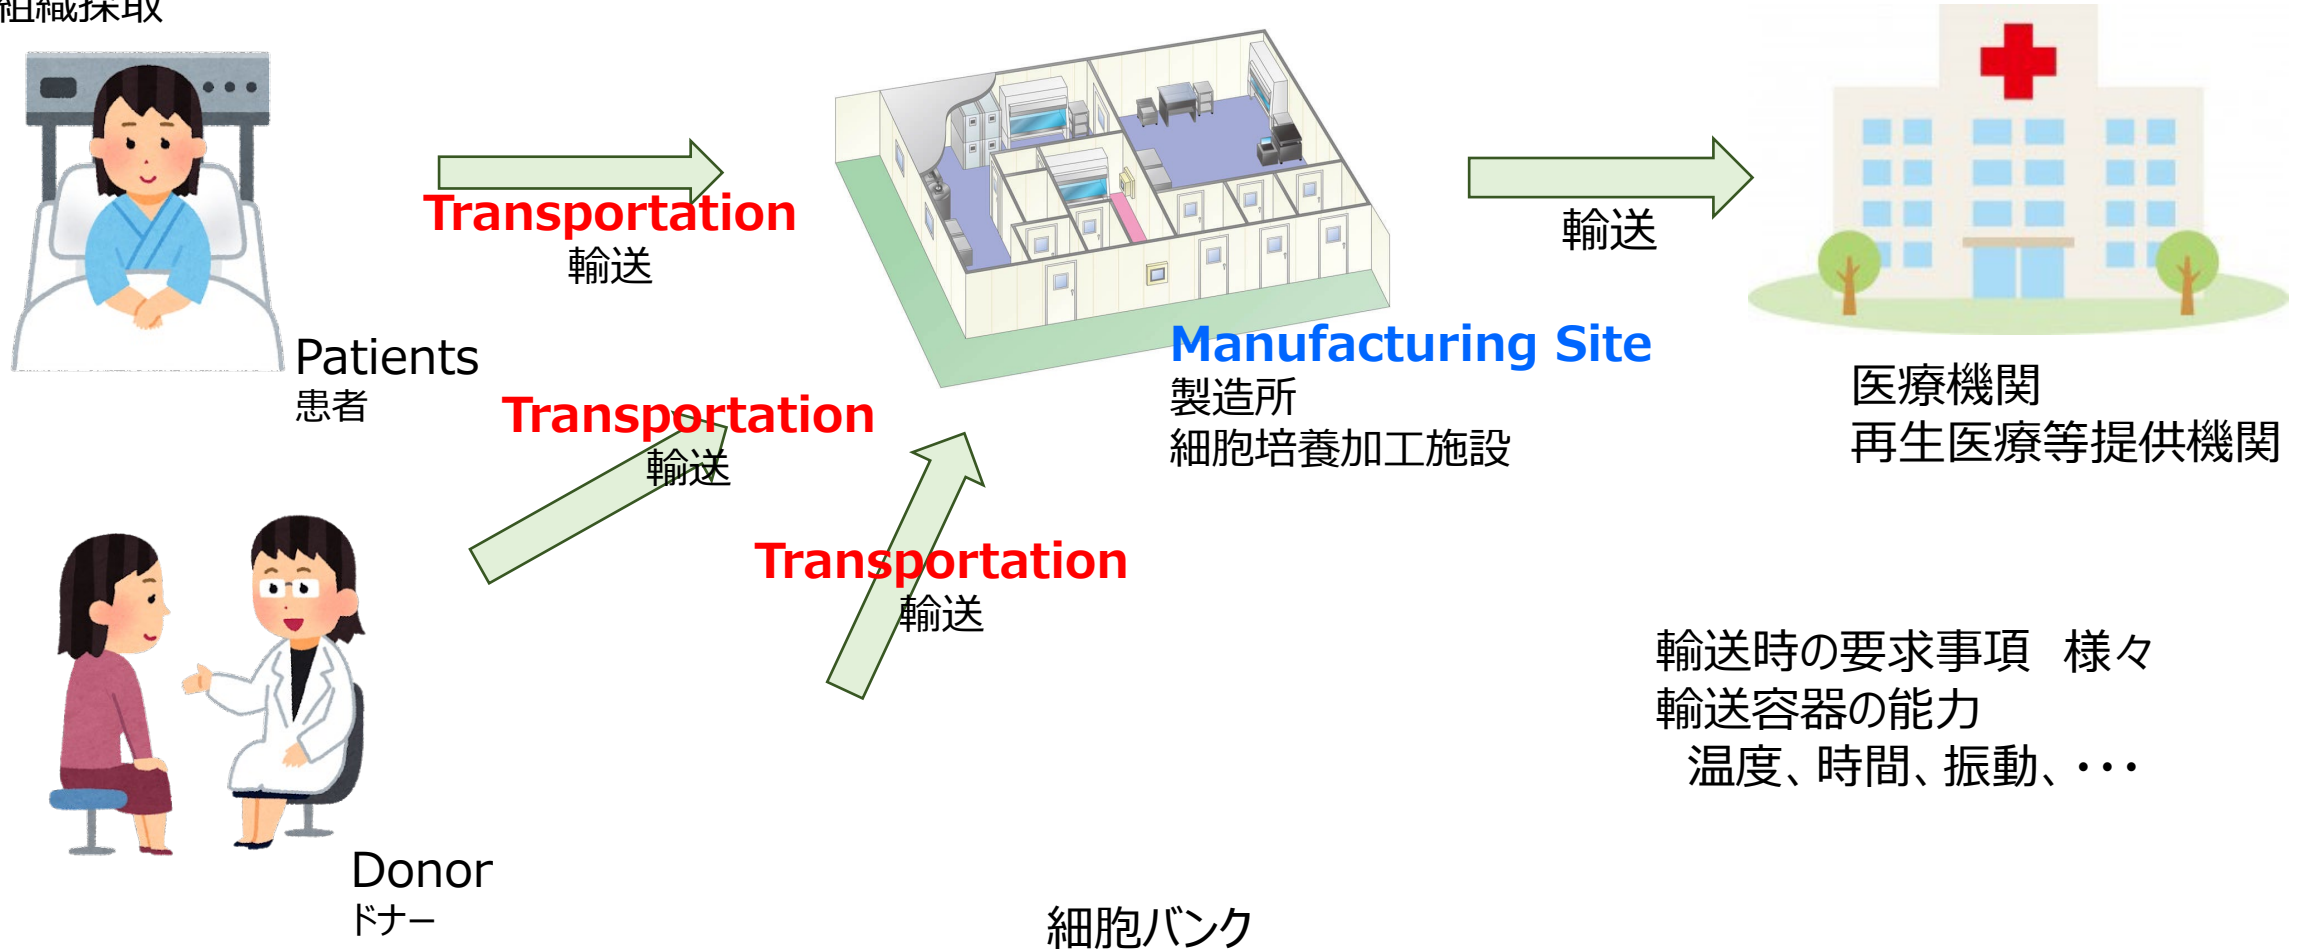 組織採取
Transportation
輸送
輸送
Patients
患者
Manufacturing Site
製造所
細胞培養加工施設
医療機関
再生医療等提供機関
Transportation
輸送
Transportation
輸送
輸送時の要求事項 様々
輸送容器の能力
温度、時間、振動、・・・
Donor
ドナー
細胞バンク